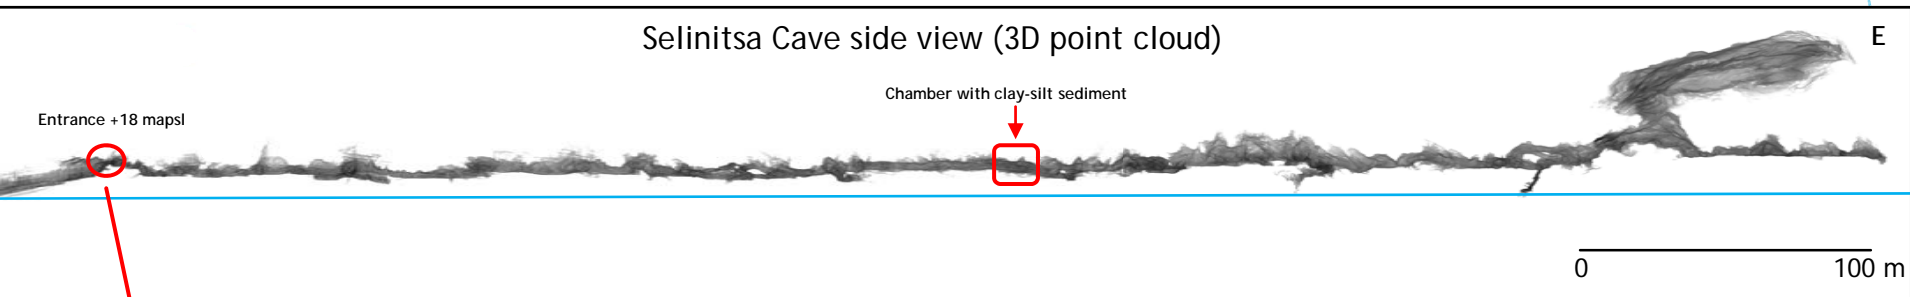 Selinitsa Cave side view (3D point cloud)
E
Chamber with clay-silt sediment
Entrance +18 mapsl
0
100 m